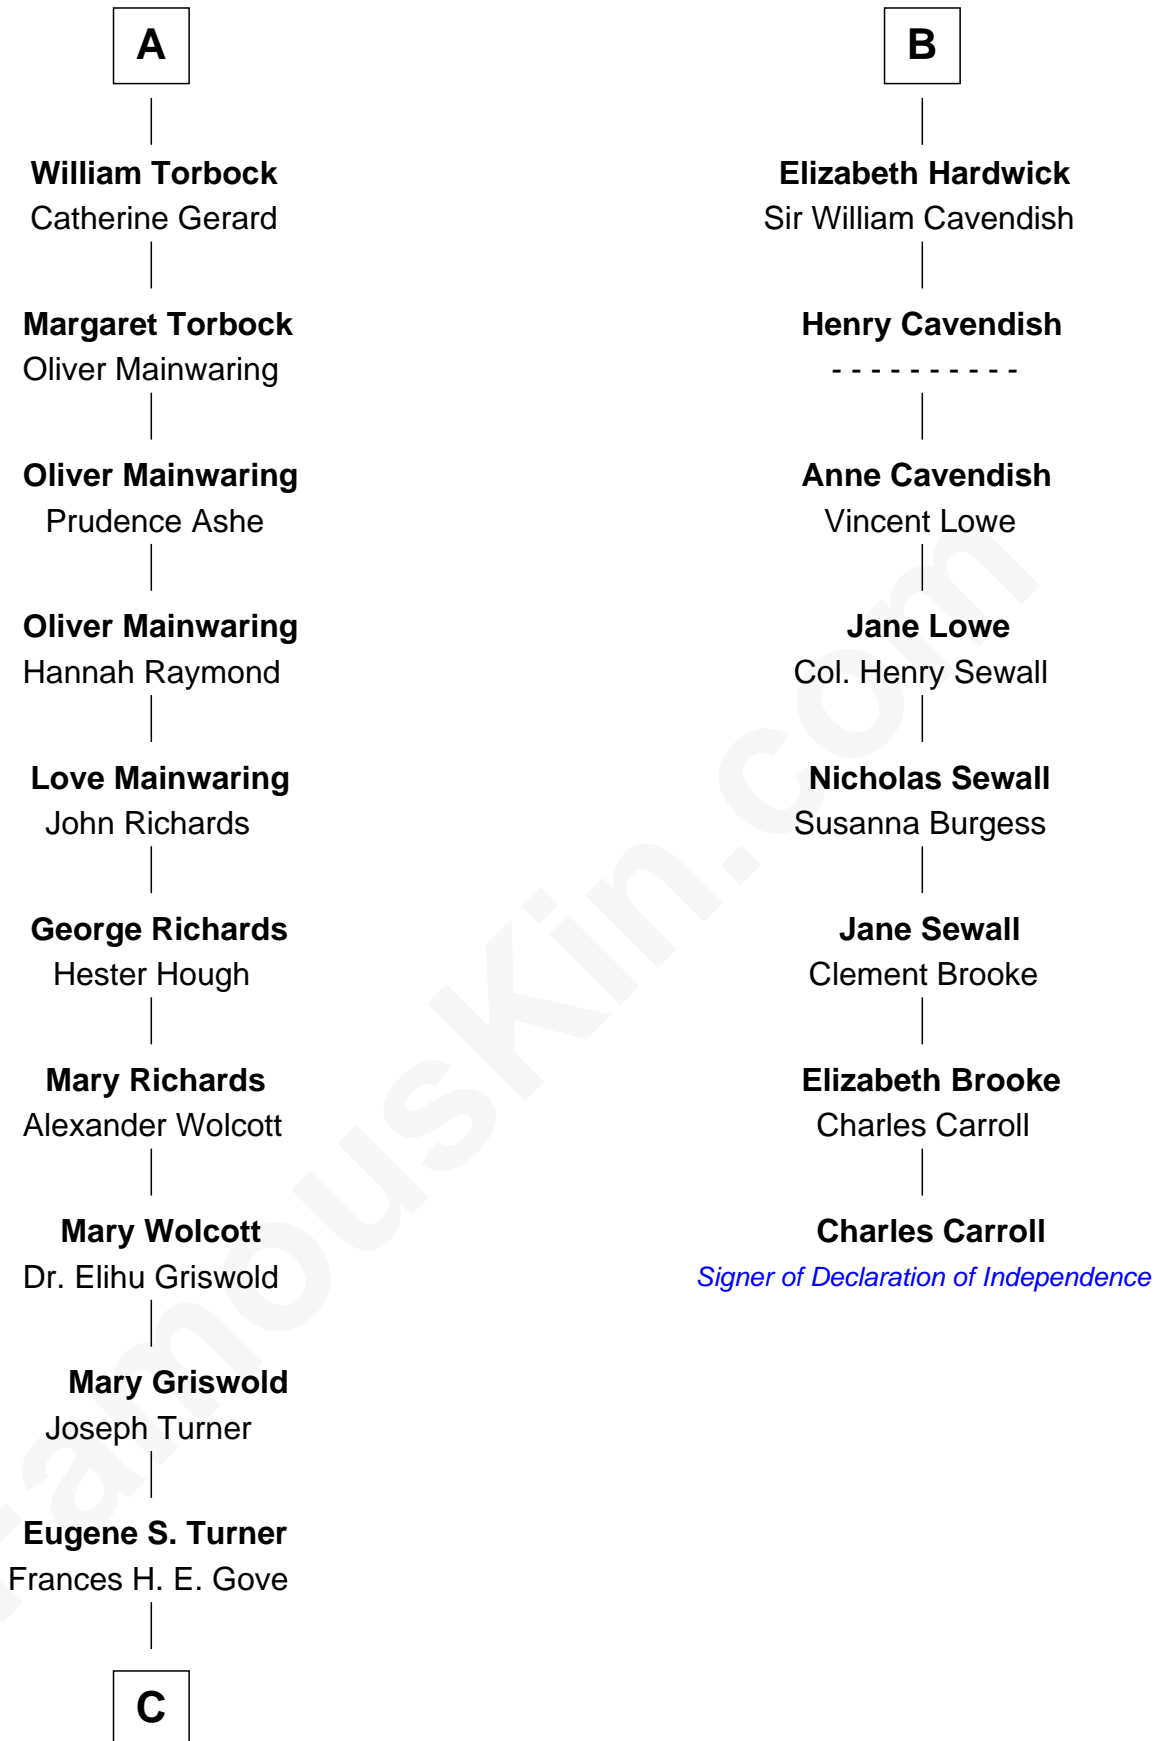 A
William Torbock
Catherine Gerard
Margaret Torbock
Oliver Mainwaring
Oliver Mainwaring
Prudence Ashe
Oliver Mainwaring
Hannah Raymond
Love Mainwaring
John Richards
George Richards
Hester Hough
Mary Richards
Alexander Wolcott
Mary Wolcott
Dr. Elihu Griswold
Mary Griswold
Joseph Turner
Eugene S. Turner
Frances H. E. Gove
C
B
Elizabeth Hardwick
Sir William Cavendish
Henry Cavendish
- - - - - - - - - -
Anne Cavendish
Vincent Lowe
Jane Lowe
Col. Henry Sewall
Nicholas Sewall
Susanna Burgess
Jane Sewall
Clement Brooke
Elizabeth Brooke
Charles Carroll
Charles Carroll
Signer of Declaration of Independence
FamousKin.com